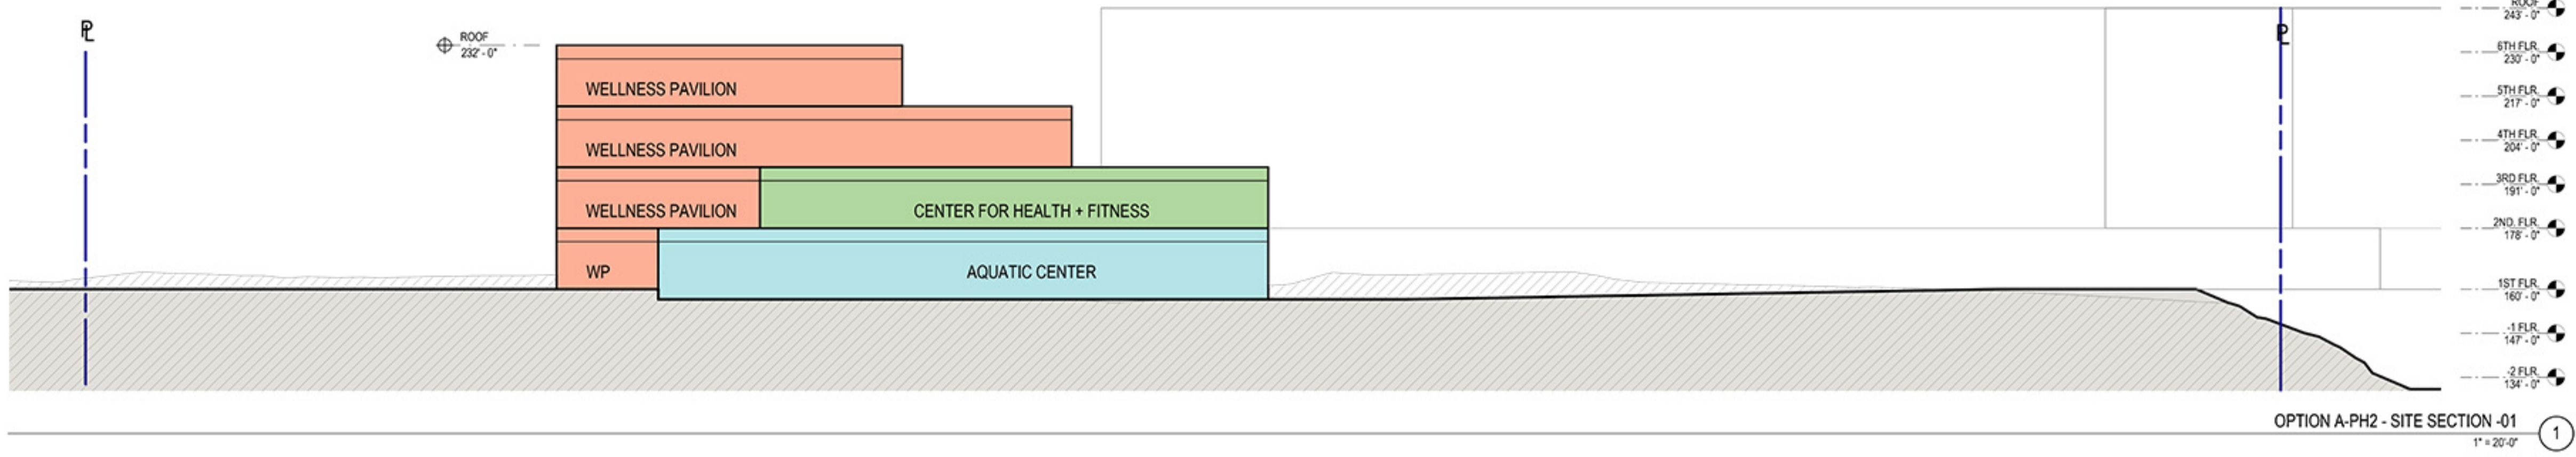 PL
ROOF
232' - 0"
WELLNESS PAVILION
WELLNESS PAVILION
WELLNESS PAVILION
CENTER FOR HEALTH + FITNESS
WP
AQUATIC CENTER
PL
ROOF
243' - 0"
6TH FLR.
230' - 0"
5TH FLR.
217' - 0"
4TH FLR.
204' - 0"
3RD FLR.
191' - 0"
2ND. FLR.
178' - 0"
1ST FLR.
160' - 0"
-1 FLR.
147' - 0"
-2 FLR.
134' - 0"
OPTION A-PH2 - SITE SECTION -01
1" = 20'-0"
1